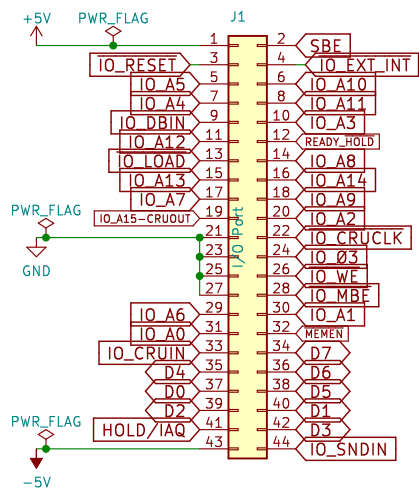 J1
+5V PWR_FLAG
1 2 SBE
IO_RESET 3 4 IO_EXT_INT
IO_A5 5 6 IO_A10
IO_A4 7 8 IO_A11
IO_DBIN 9 10 IO_A3
IO_A12 11 12 READY_HOLD
IO_LOAD 13 14 IO_A8
IO_A13 15 16 IO_A14
IO_A7 17 18 IO_A9
IO_A15-CRUOUT 19 20 IO_A2
PWR_FLAG
21 22 IO_CRUCLK
GND 23 24 IO_Ø3
25 26 IO_WE
27 28 IO_MBE
I/O Port
IO_A6 29 30 IO_A1
IO_A0 31 32 MEMEN
IO_CRUIN 33 34 D7
D4 35 36 D6
D0 37 38 D5
D2 39 40 D1
PWR_FLAG
HOLD/IAQ 41 42 D3
43 44 IO_SNDIN
-5V